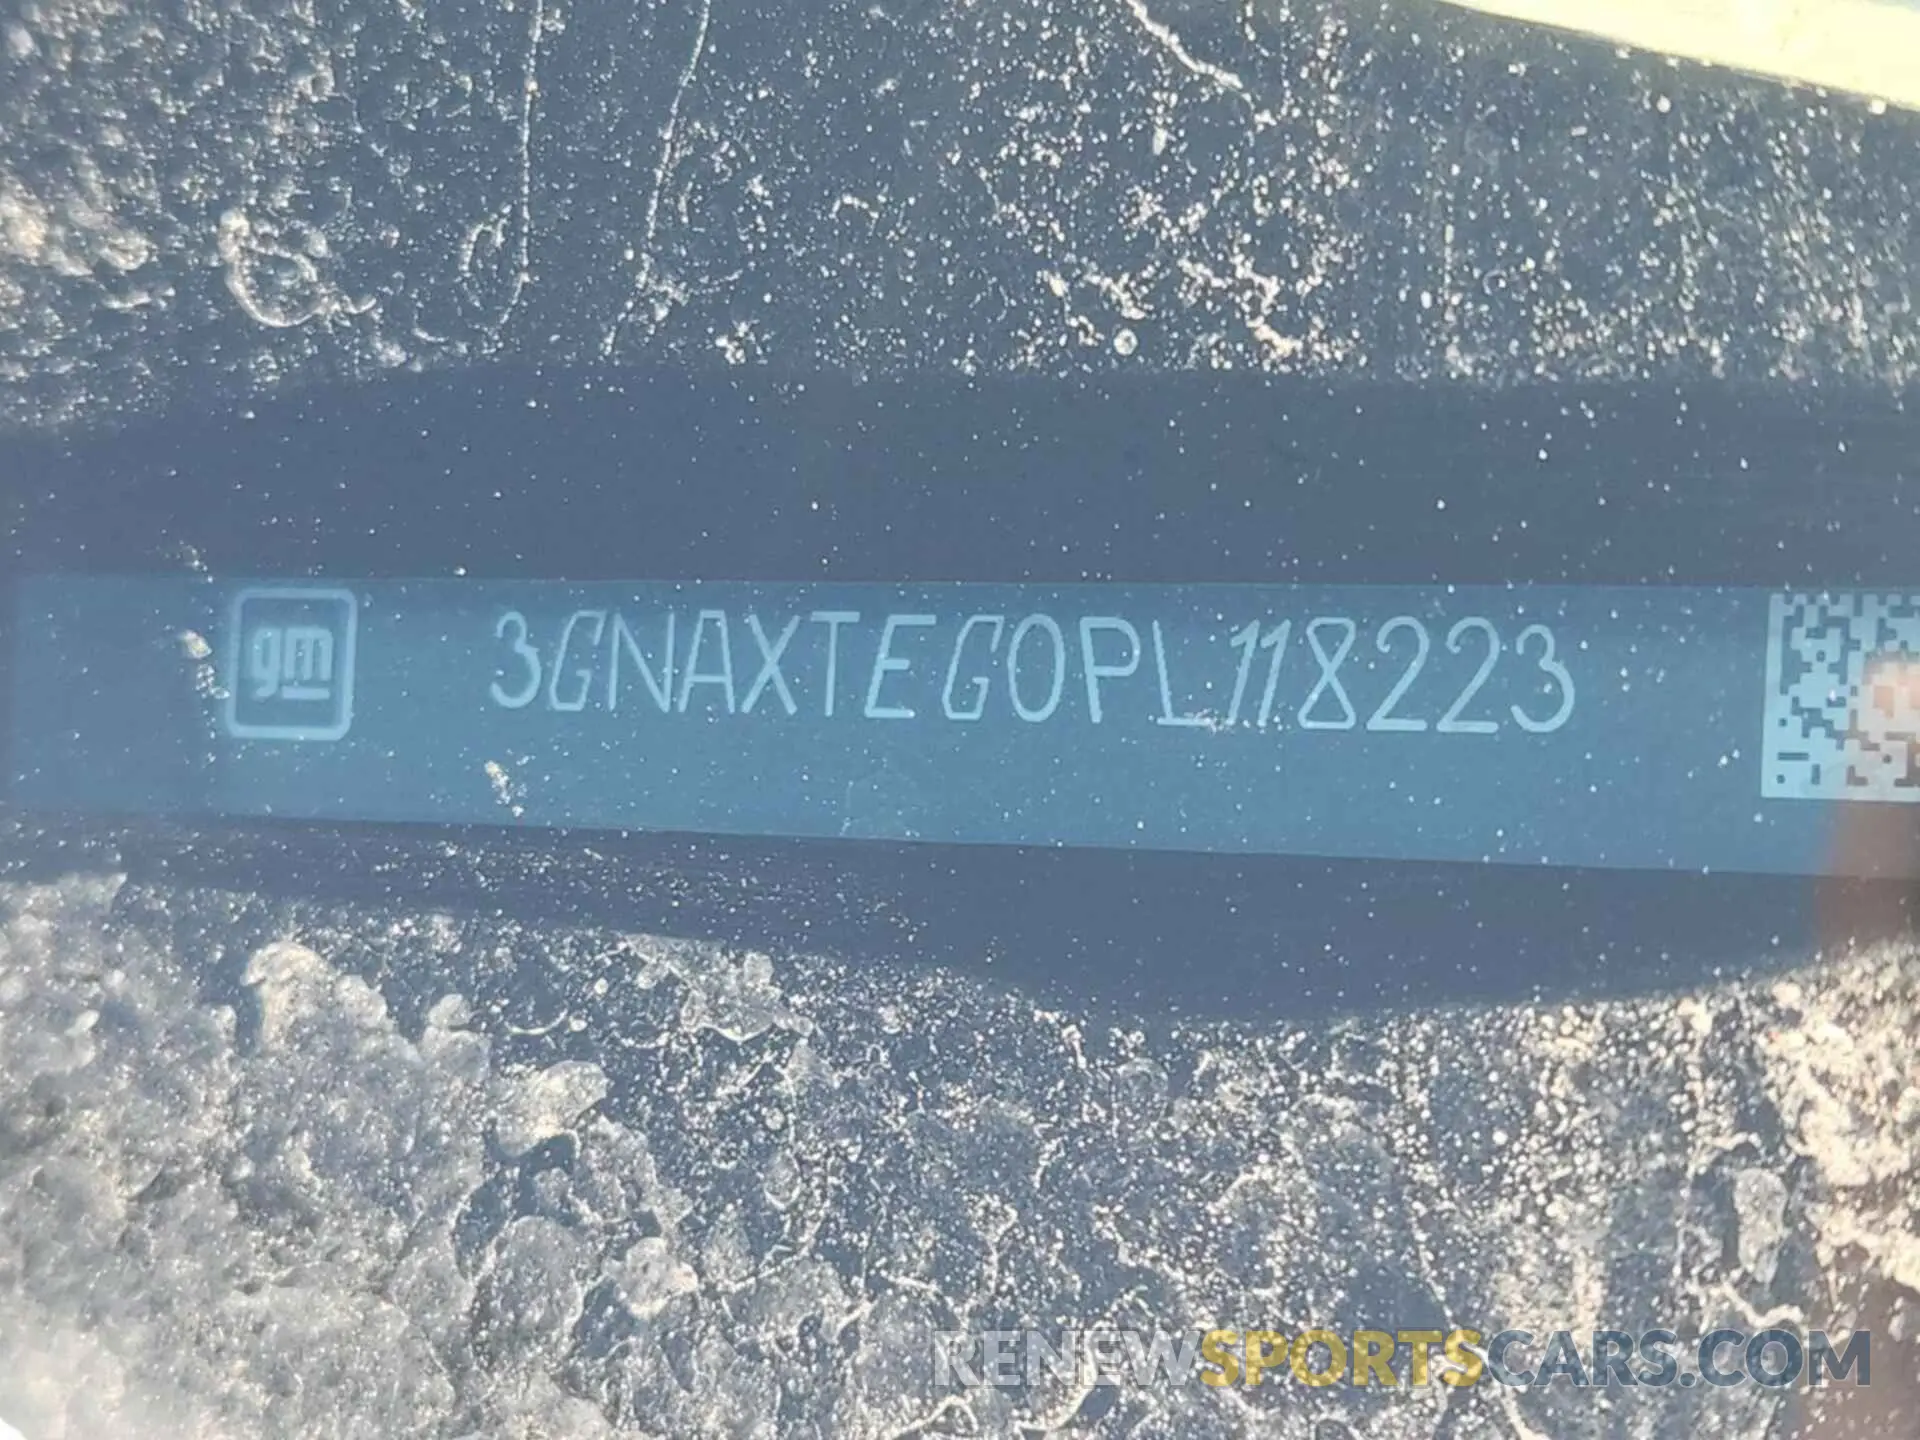 gm 3GNAXTEG0PL118223
RENEWSPORTSCARS.COM